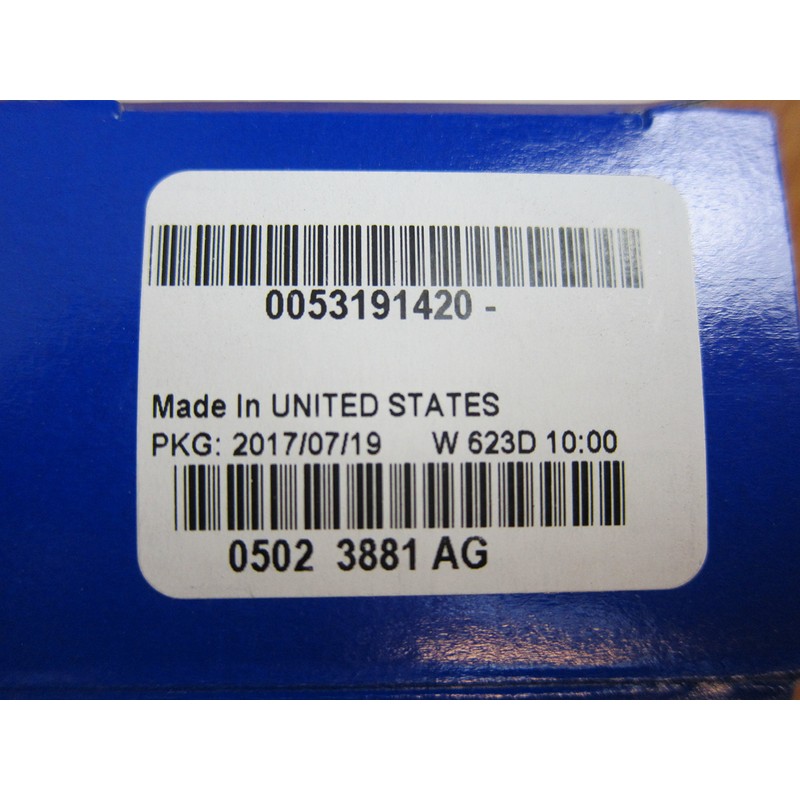 0053191420 -
Made In UNITED STATES
PKG: 2017/07/19 W 623D 10:00
0502 3881 AG